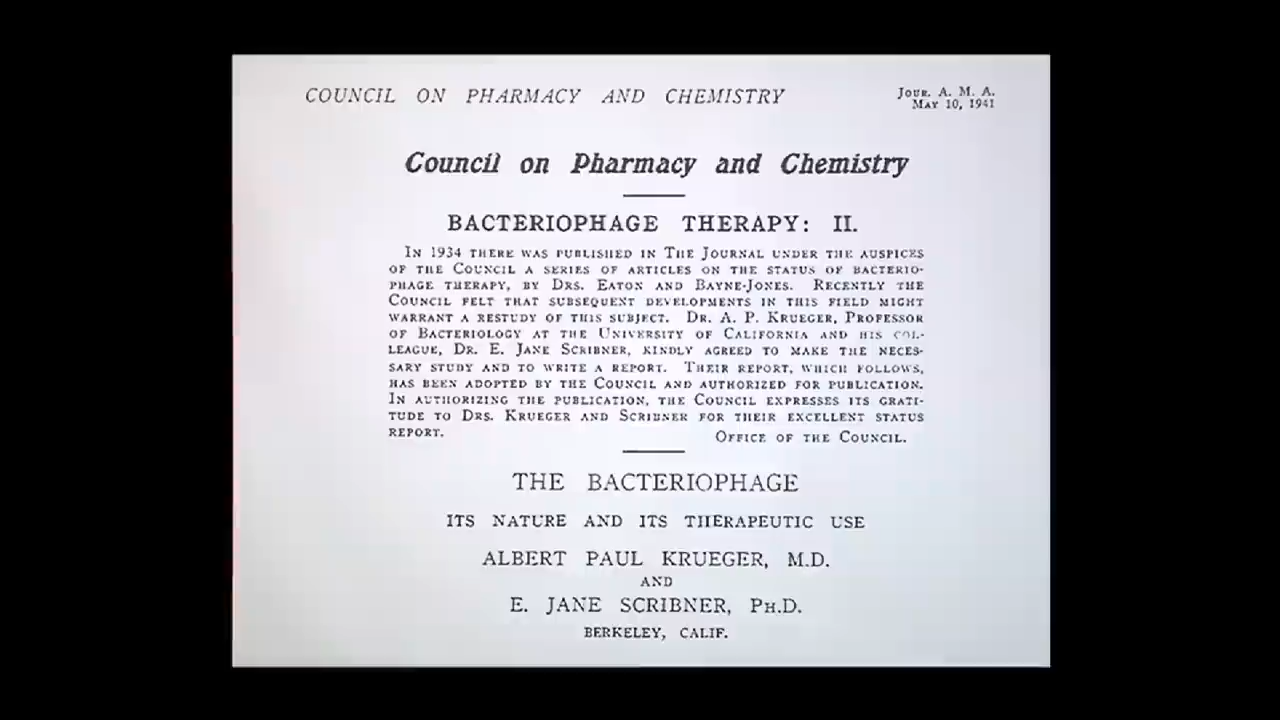 COUNCIL ON PHARMACY AND CHEMISTRY
JOUR. A. M. A.
MAY 10, 1941
Council on Pharmacy and Chemistry
BACTERIOPHAGE THERAPY: II.
IN 1934 THERE WAS PUBLISHED IN THE JOURNAL UNDER THE AUSPICES
OF THE COUNCIL A SERIES OF ARTICLES ON THE STATUS OF BACTERIO-
PHAGE THERAPY, BY DRS. EATON AND BAYNE-JONES. RECENTLY THE
COUNCIL FELT THAT SUBSEQUENT DEVELOPMENTS IN THIS FIELD MIGHT
WARRANT A RESTUDY OF THIS SUBJECT. DR. A. P. KRUEGER, PROFESSOR
OF BACTERIOLOGY AT THE UNIVERSITY OF CALIFORNIA AND HIS COL-
LEAGUE, DR. E. JANE SCRIBNER, KINDLY AGREED TO MAKE THE NECES-
SARY STUDY AND TO WRITE A REPORT. THEIR REPORT, WHICH FOLLOWS,
HAS BEEN ADOPTED BY THE COUNCIL AND AUTHORIZED FOR PUBLICATION.
IN AUTHORIZING THE PUBLICATION, THE COUNCIL EXPRESSES ITS GRATI-
TUDE TO DRS. KRUEGER AND SCRIBNER FOR THEIR EXCELLENT STATUS
REPORT.
OFFICE OF THE COUNCIL.
THE BACTERIOPHAGE
ITS NATURE AND ITS THERAPEUTIC USE
ALBERT PAUL KRUEGER, M.D.
AND
E. JANE SCRIBNER, PH.D.
BERKELEY, CALIF.